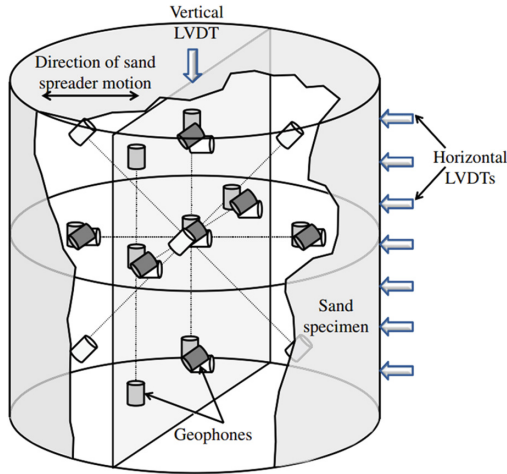 Vertical
LVDT
Direction of sand
spreader motion
Horizontal
LVDTs
Sand
specimen
Geophones